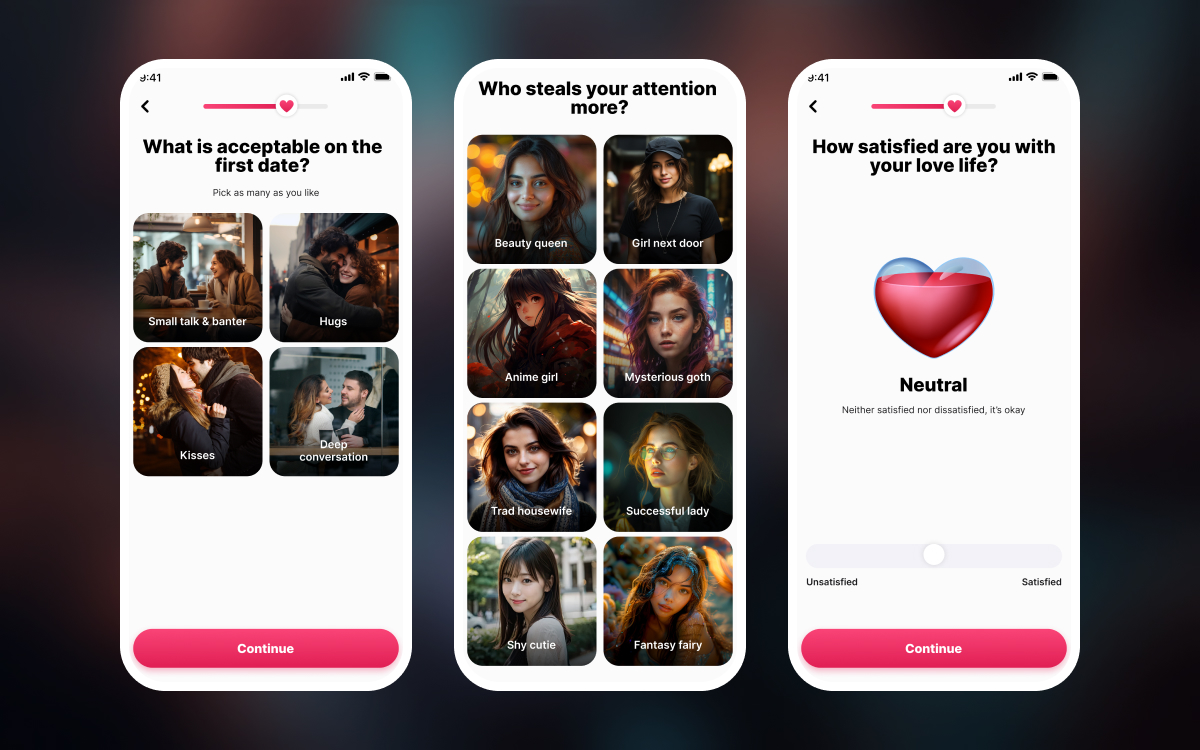 9:41
What is acceptable on the
first date?
Pick as many as you like
Small talk & banter
Hugs
Kisses
Deep
conversation
Continue
Who steals your attention
more?
Beauty queen
Girl next door
Anime girl
Mysterious goth
Trad housewife
Successful lady
Shy cutie
Fantasy fairy
9:41
How satisfied are you with
your love life?
Neutral
Neither satisfied nor dissatisfied, it's okay
Unsatisfied
Satisfied
Continue